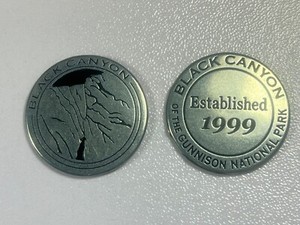 BLACK CANYON
BLACK CANYON
Established
1999
OF THE GUNNISON NATIONAL PARK